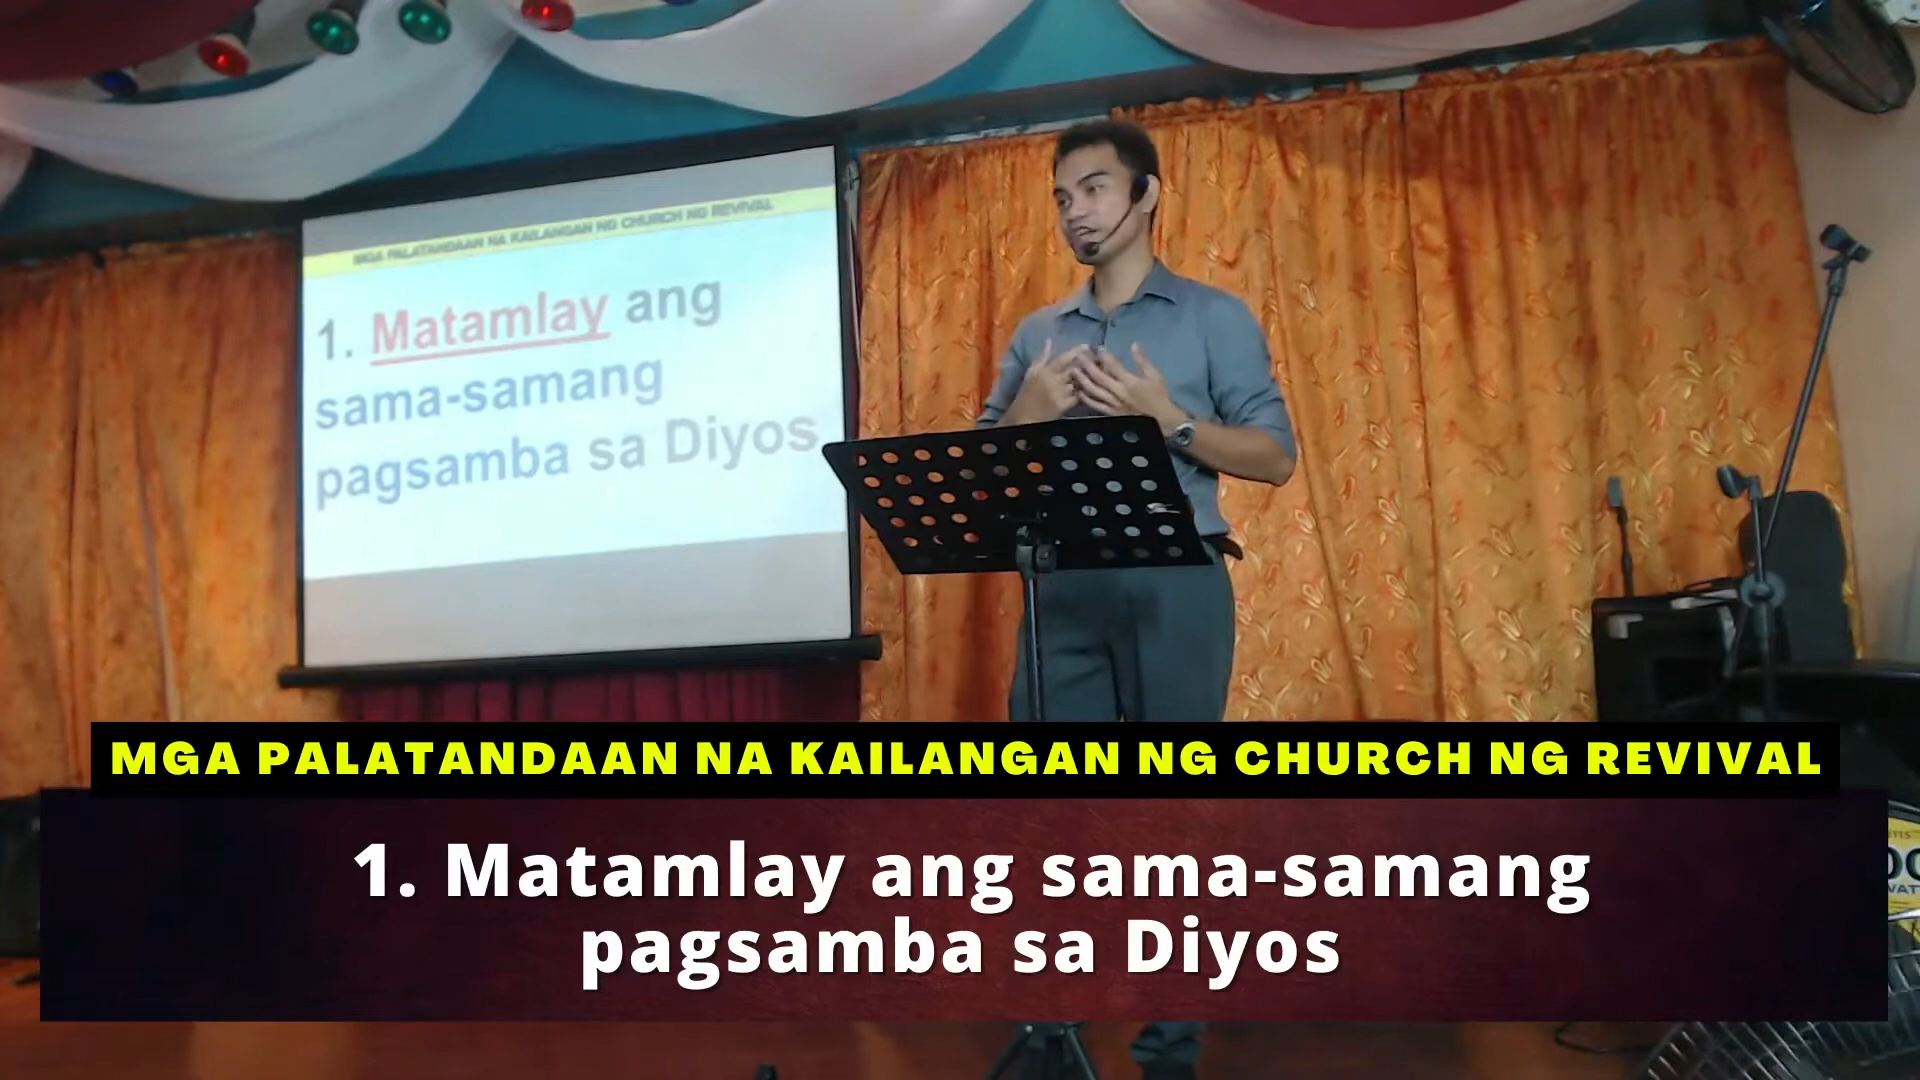 MGA PALATANDAAN NA KAILANGAN NG CHURCH NG REVIVAL
1. Matamlay ang
sama-samang
pagsamba sa Diyos
MGA PALATANDAAN NA KAILANGAN NG CHURCH NG REVIVAL
1. Matamlay ang sama-samang
pagsamba sa Diyos